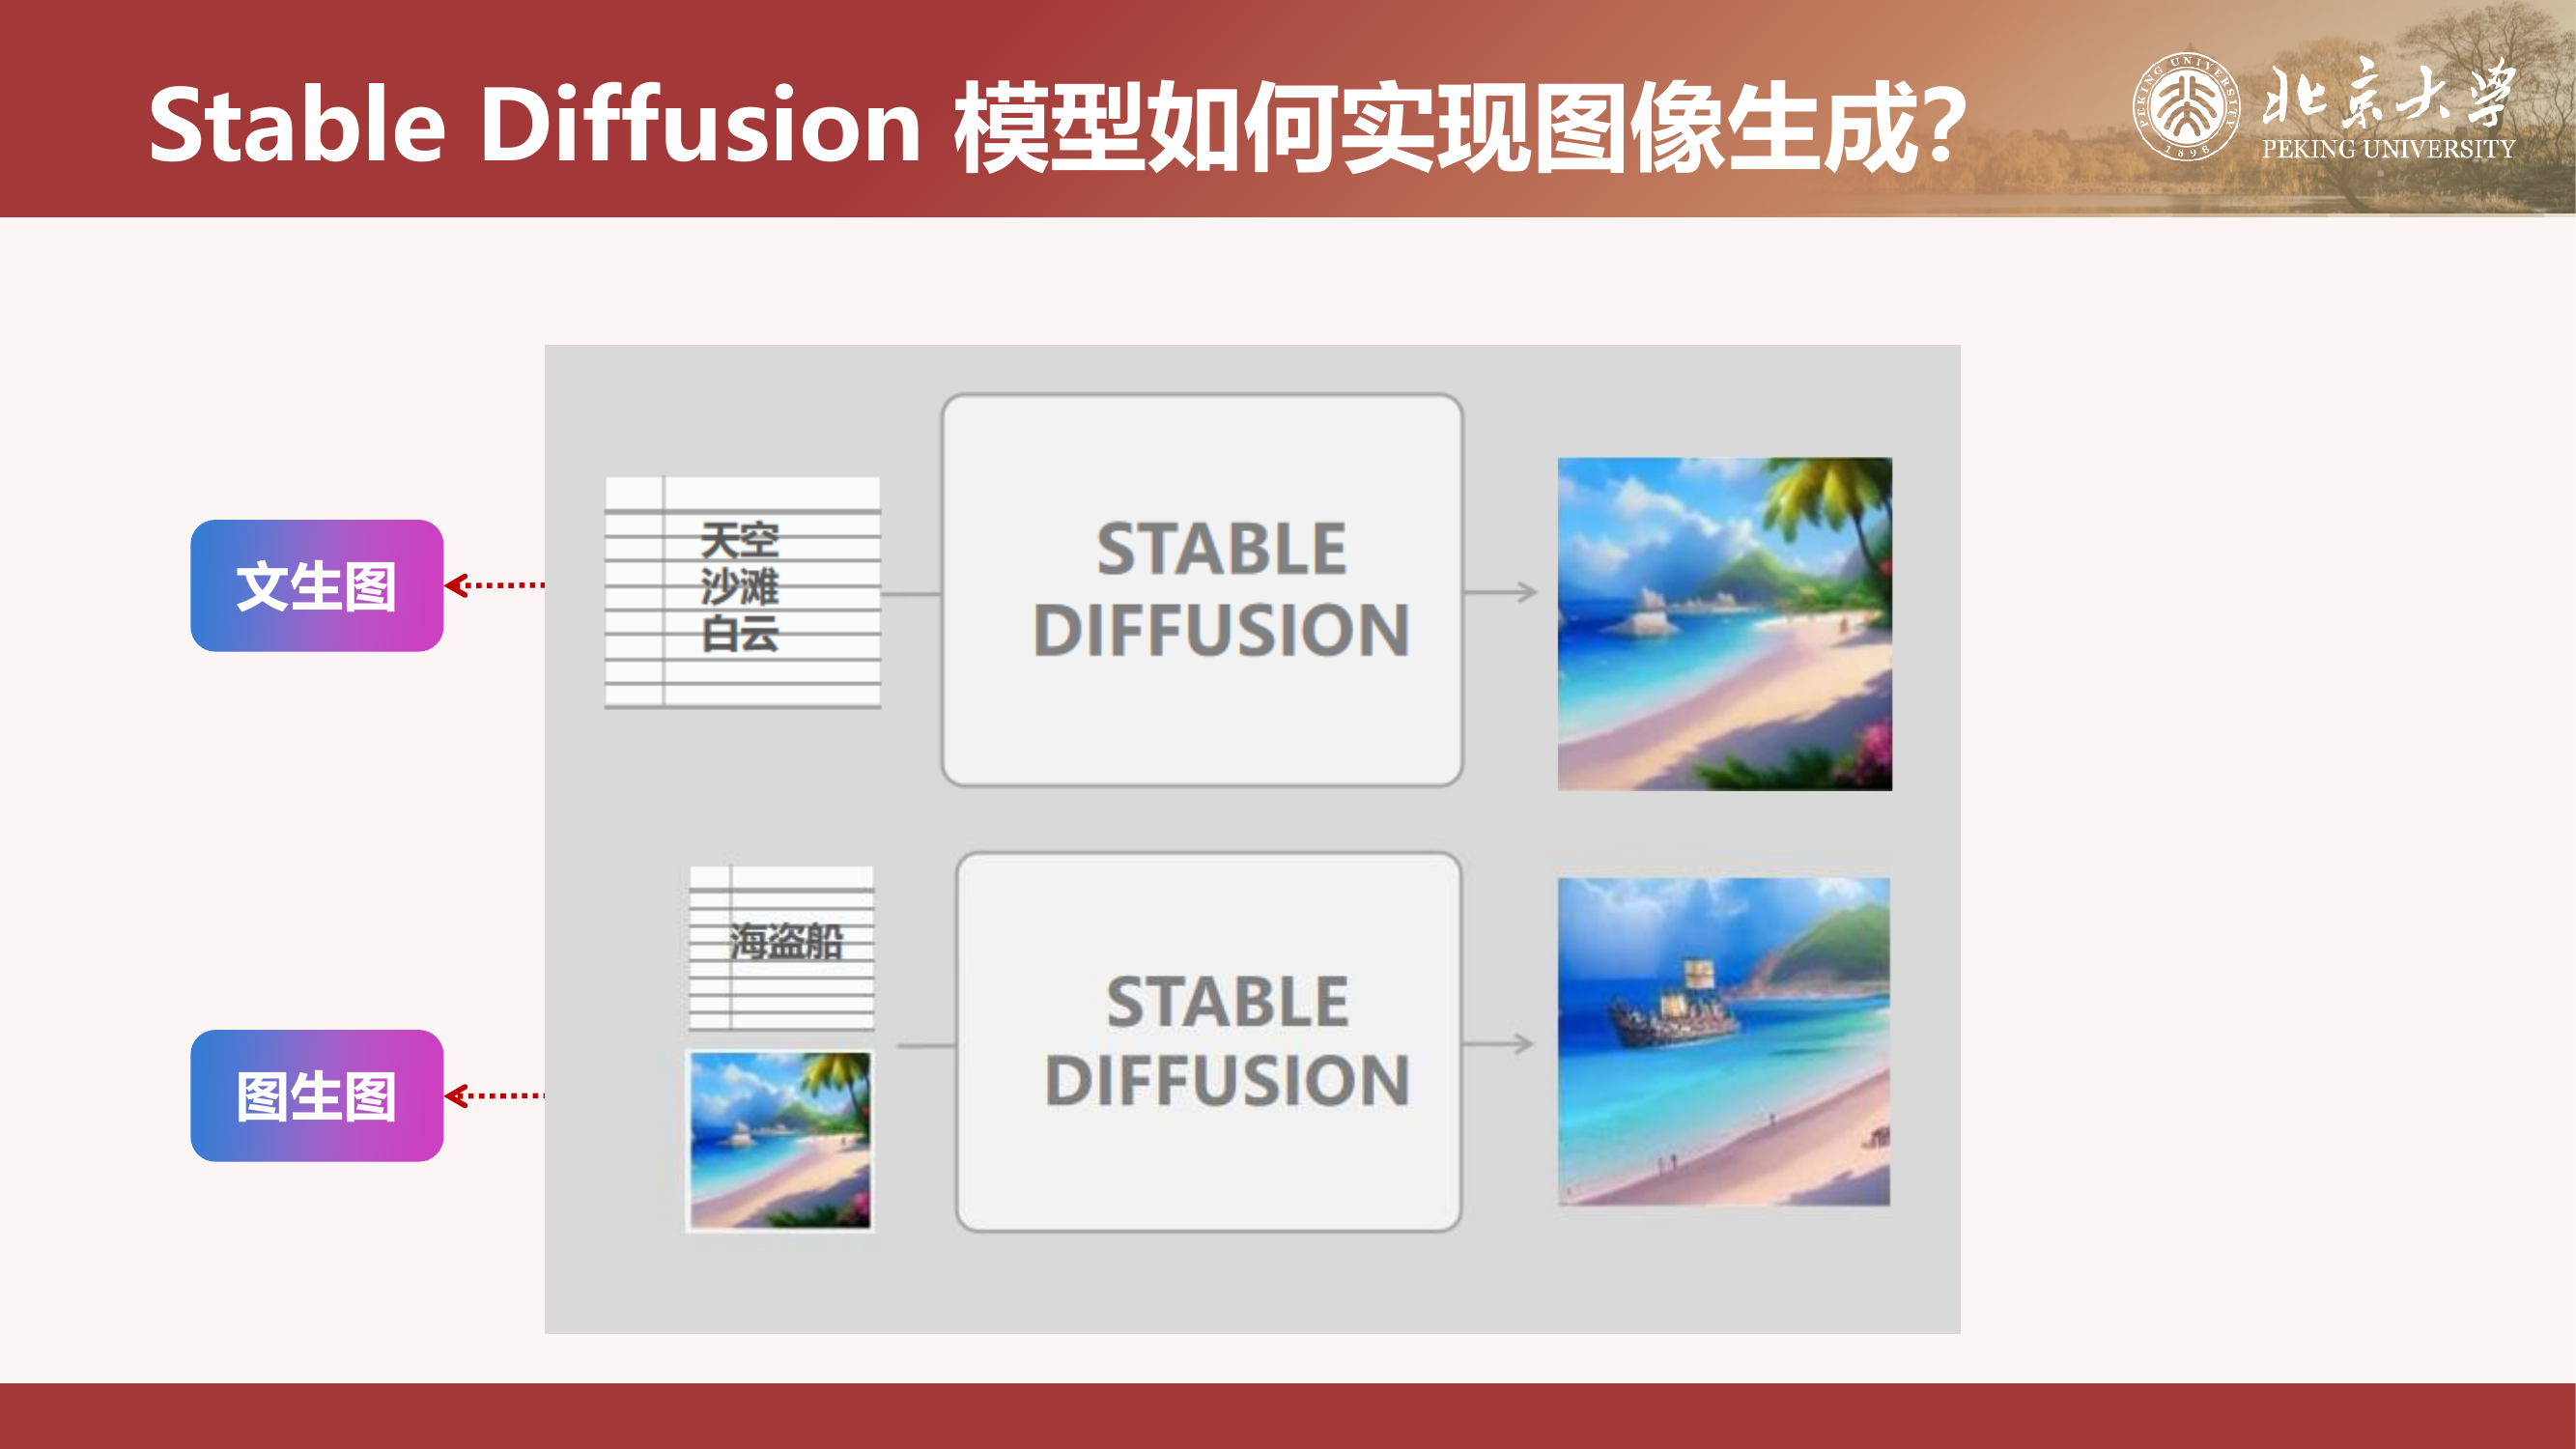 Stable Diffusion 模型如何实现图像生成?
PEKING UNIVERSITY
1898
北京大学
PEKING UNIVERSITY
文生图
天空
沙滩
白云
STABLE
DIFFUSION
图生图
海盗船
STABLE
DIFFUSION